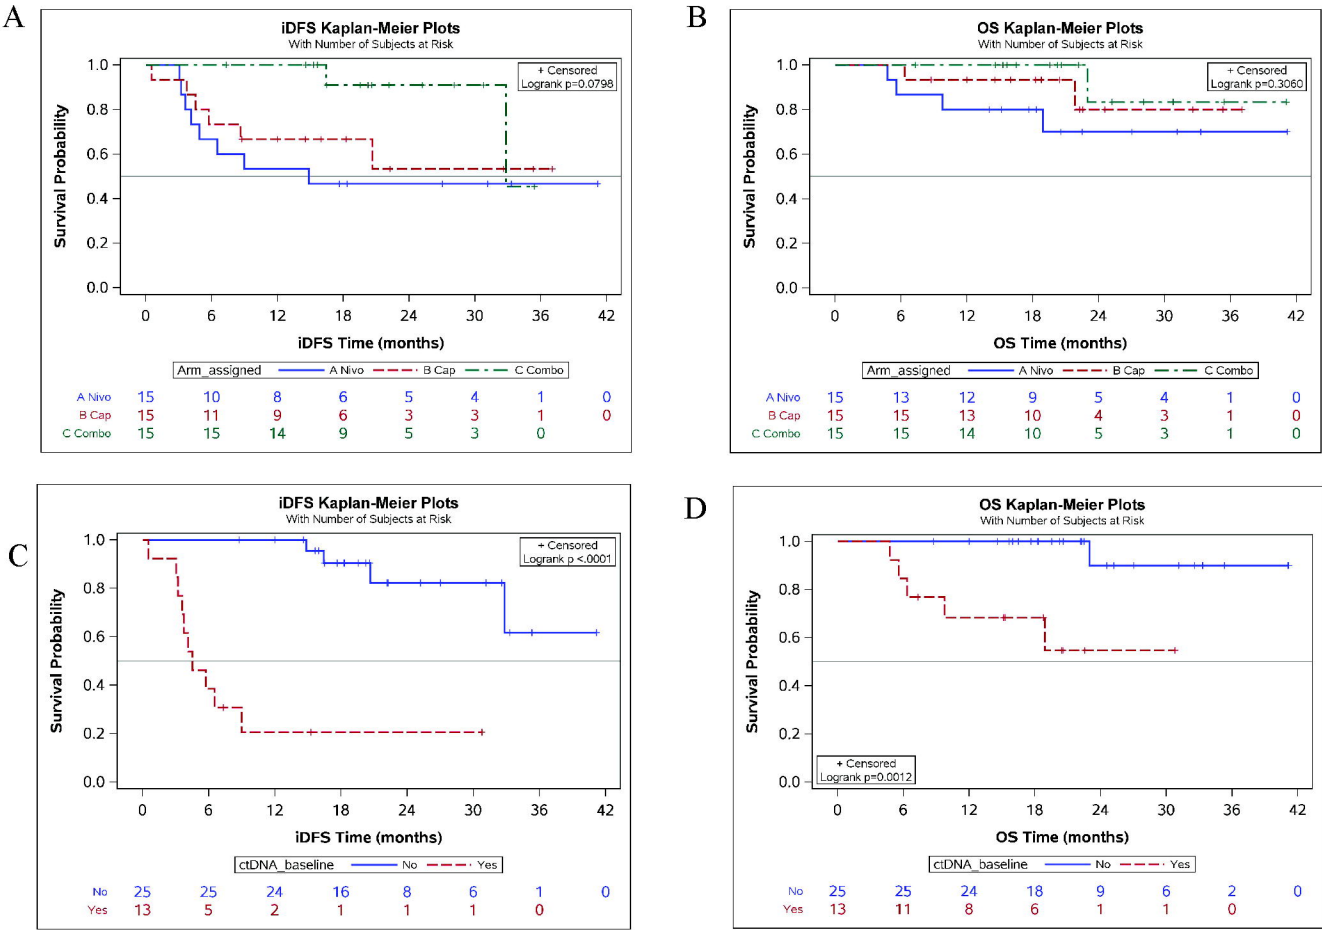 A
iDFS Kaplan-Meier Plots
With Number of Subjects at Risk
+ Censored
Logrank p=0.0798
Survival Probability
1.0
0.8
0.6
0.4
0.2
0.0
0 6 12 18 24 30 36 42
iDFS Time (months)
Arm_assigned A Nivo B Cap C Combo
A Nivo 15 10 8 6 5 4 1 0
B Cap 15 11 9 6 3 3 1 0
C Combo 15 15 14 9 5 3 0
B
OS Kaplan-Meier Plots
With Number of Subjects at Risk
+ Censored
Logrank p=0.3060
Survival Probability
1.0
0.8
0.6
0.4
0.2
0.0
0 6 12 18 24 30 36 42
OS Time (months)
Arm_assigned A Nivo B Cap C Combo
A Nivo 15 13 12 9 5 4 1 0
B Cap 15 15 13 10 4 3 1 0
C Combo 15 15 14 10 5 3 1 0
C
iDFS Kaplan-Meier Plots
With Number of Subjects at Risk
+ Censored
Logrank p <.0001
Survival Probability
1.0
0.8
0.6
0.4
0.2
0.0
0 6 12 18 24 30 36 42
iDFS Time (months)
ctDNA_baseline No Yes
No 25 25 24 16 8 6 1 0
Yes 13 5 2 1 1 1 0
D
OS Kaplan-Meier Plots
With Number of Subjects at Risk
Survival Probability
1.0
0.8
0.6
0.4
0.2
0.0
+ Censored
Logrank p=0.0012
0 6 12 18 24 30 36 42
OS Time (months)
ctDNA_baseline No Yes
No 25 25 24 18 9 6 2 0
Yes 13 11 8 6 1 1 0